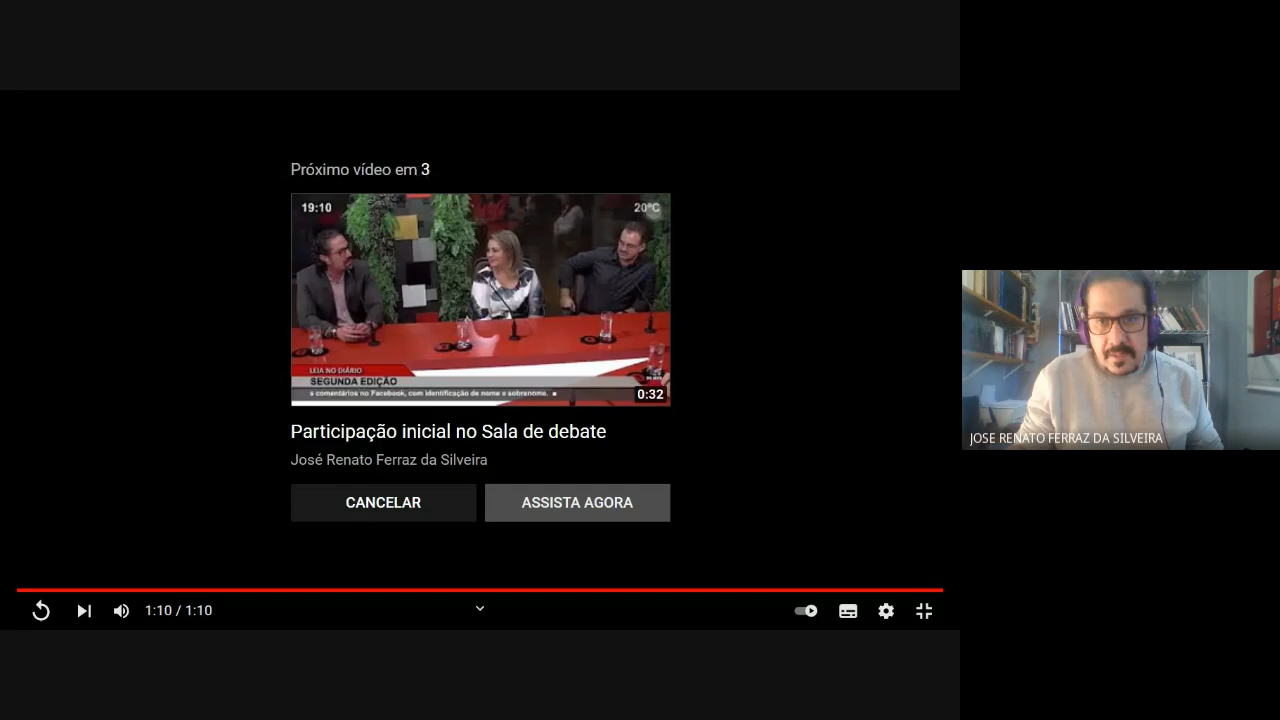 Próximo vídeo em 3
19:10
20°C
LEIA NO DIÁRIO
SEGUNDA EDIÇÃO
s comentários no Facebook, com identificação de nome e sobrenome.
0:32
Participação inicial no Sala de debate
José Renato Ferraz da Silveira
CANCELAR
ASSISTA AGORA
JOSE RENATO FERRAZ DA SILVEIRA
1:10 / 1:10